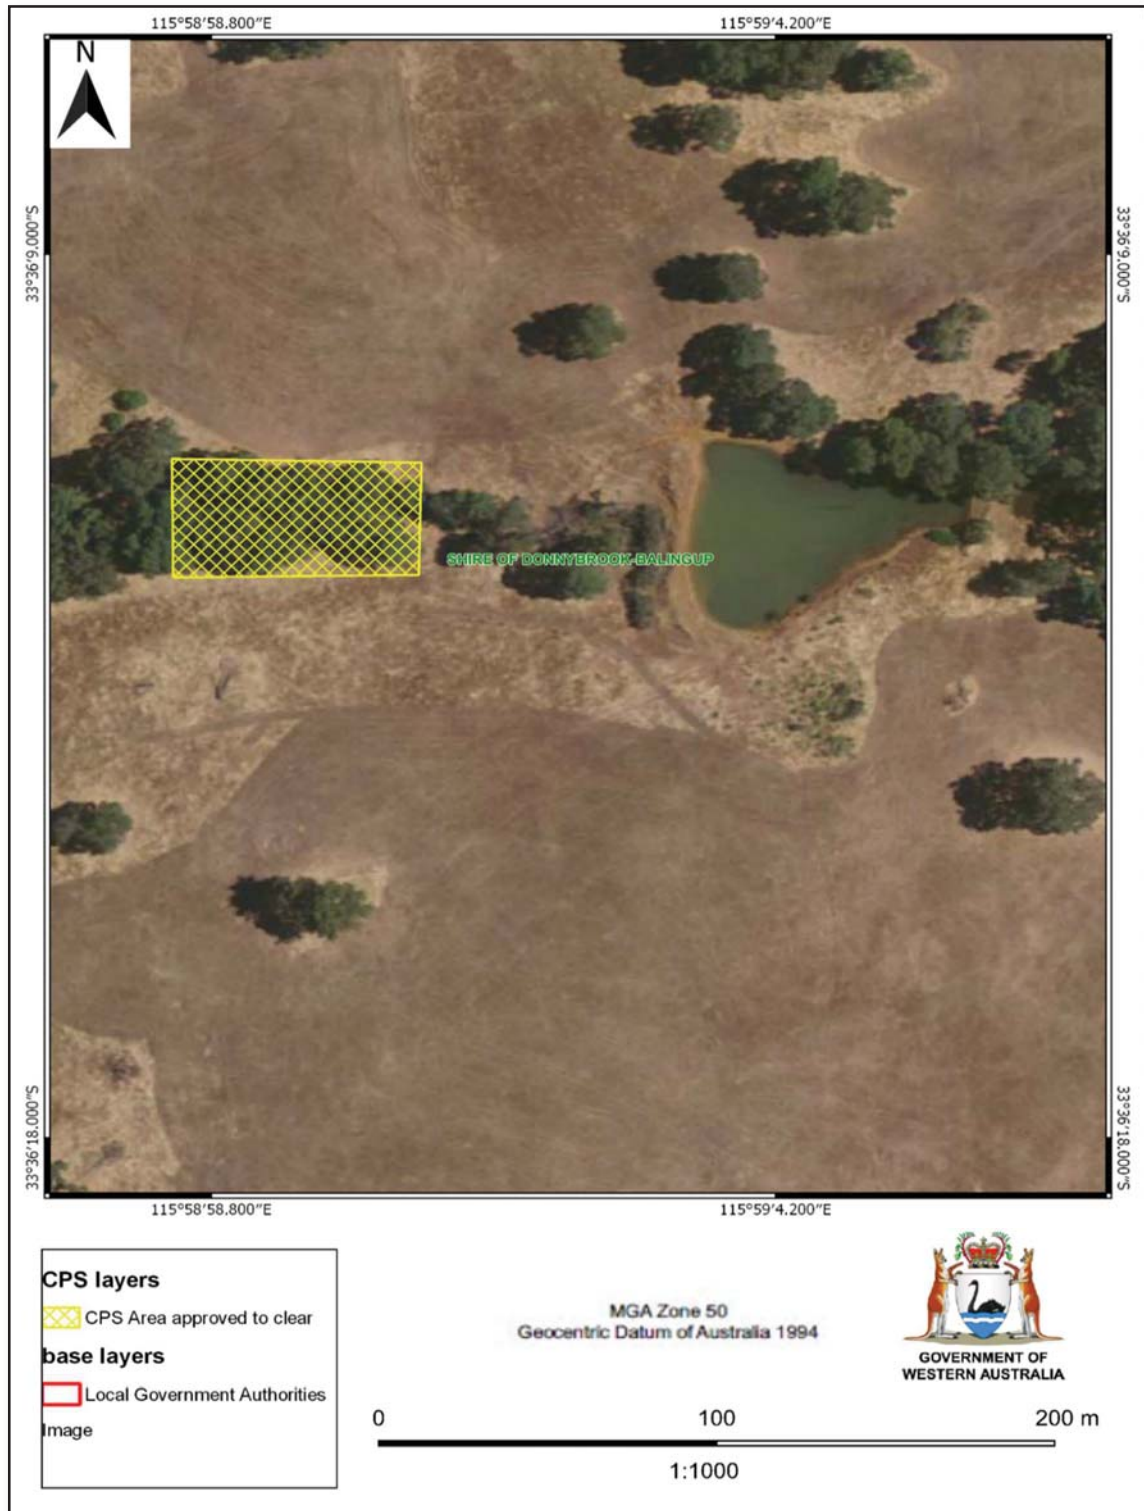 115°58'58.800"E 115°59'4.200"E
N
33°36'9.000"S 33°36'9.000"S
SHIRE OF DONNYBROOK-BALINGUP
33°36'18.000"S 33°36'18.000"S
115°58'58.800"E 115°59'4.200"E
CPS layers
CPS Area approved to clear
base layers
Local Government Authorities
Image
MGA Zone 50
Geocentric Datum of Australia 1994
GOVERNMENT OF
WESTERN AUSTRALIA
0 100 200 m
1:1000